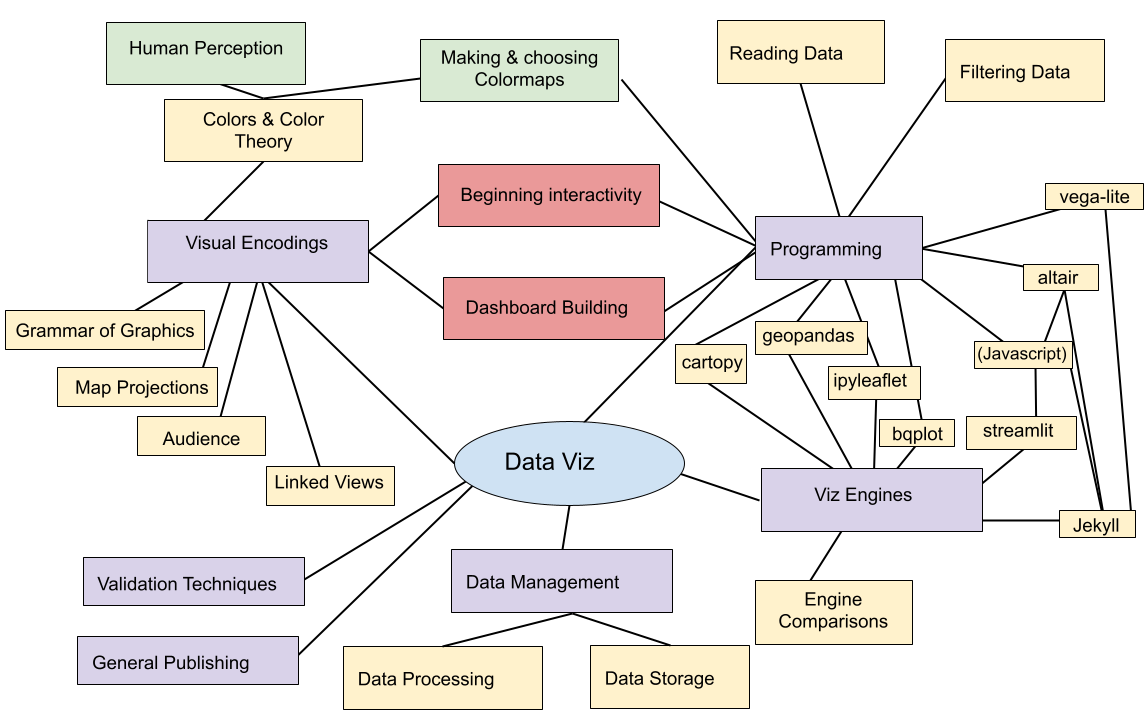 Human Perception
Making & choosing
Colormaps
Reading Data
Filtering Data
Colors & Color
Theory
Beginning interactivity
vega-lite
Visual Encodings
Programming
altair
Dashboard Building
Grammar of Graphics
geopandas
(Javascript)
cartopy
ipyleaflet
Map Projections
Audience
bqplot
streamlit
Data Viz
Linked Views
Viz Engines
Jekyll
Validation Techniques
Data Management
Engine
Comparisons
General Publishing
Data Processing
Data Storage